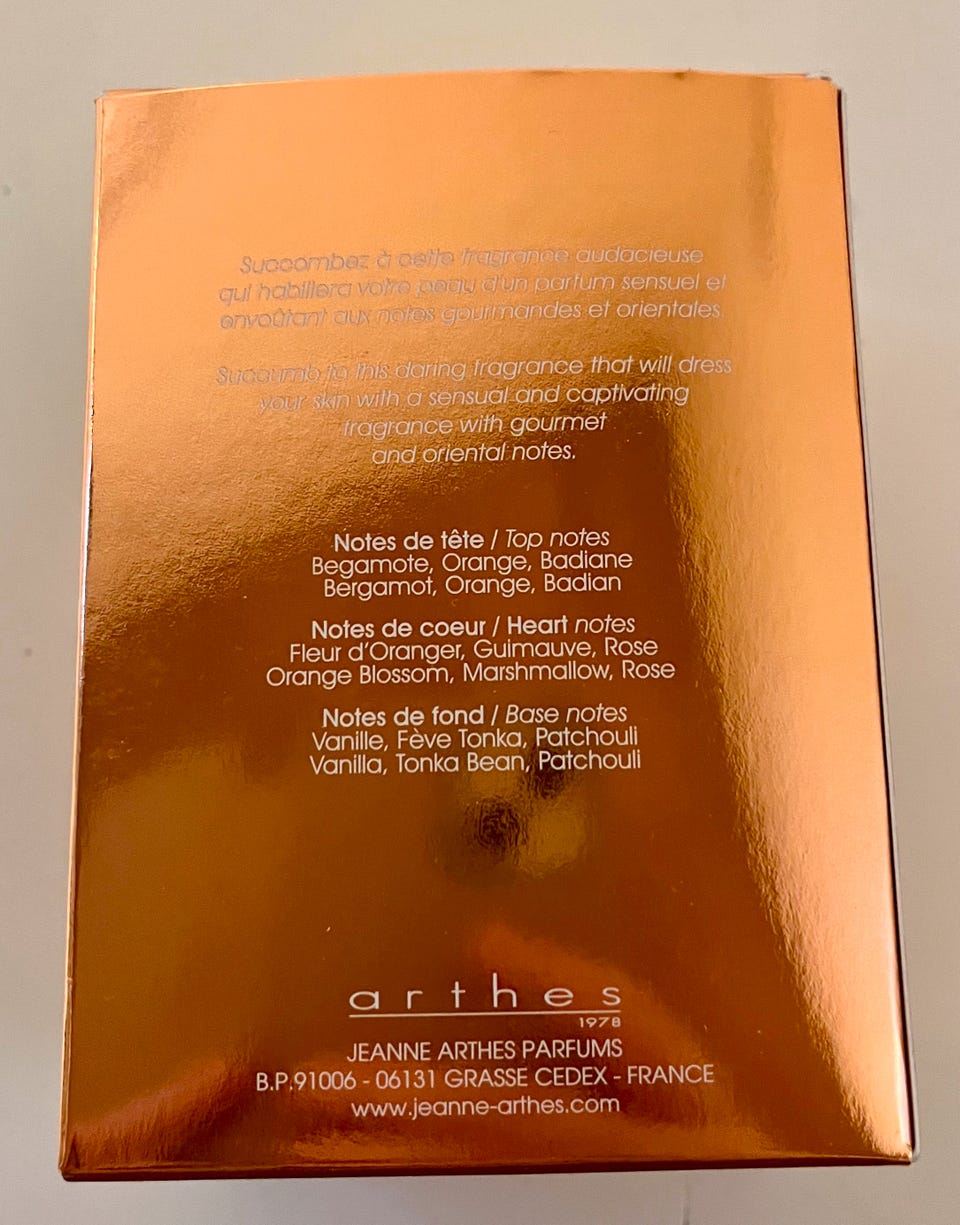 Succombez à cette fragrance audacieuse
qui habillera votre peau d'un parfum sensuel et
envoûtant aux notes gourmandes et orientales.
Succumb to this daring fragrance that will dress
your skin with a sensual and captivating
fragrance with gourmet
and oriental notes.
Notes de tête / Top notes
Begamote, Orange, Badiane
Bergamot, Orange, Badian
Notes de coeur / Heart notes
Fleur d'Oranger, Guimauve, Rose
Orange Blossom, Marshmallow, Rose
Notes de fond / Base notes
Vanille, Fève Tonka, Patchouli
Vanilla, Tonka Bean, Patchouli
arthes
1978
JEANNE ARTHES PARFUMS
B.P.91006 - 06131 GRASSE CEDEX - FRANCE
www.jeanne-arthes.com